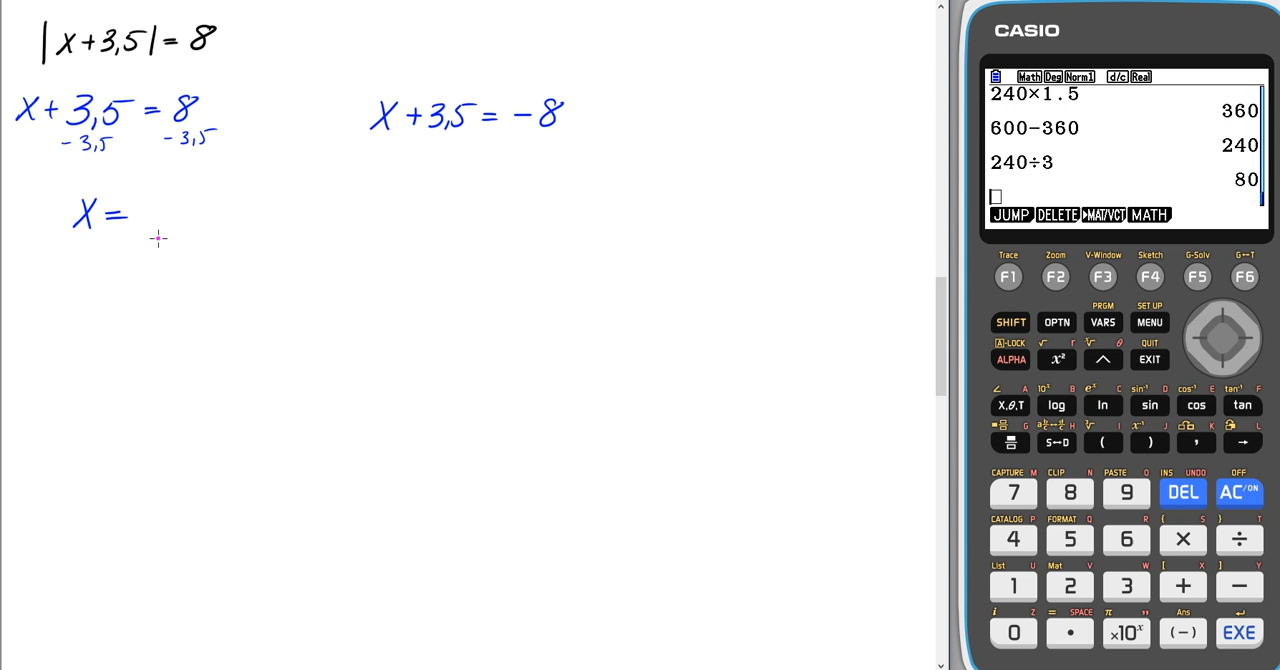 |x+3,5|= 8
x+3,5 = 8
-3,5 -3,5
x + 3,5 = -8
x =
CASIO
Math Deg Norm1 d/c Real
240×1.5
360
600-360
240
240÷3
80
JUMP DELETE ▶MAT/VCT MATH
Trace Zoom V-Window Sketch G-Solv G↔T
F1 F2 F3 F4 F5 F6
PRGM SET UP
SHIFT OPTN VARS MENU
A-LOCK √ r ∛ θ QUIT
ALPHA x² ^ EXIT
∠ A 10ˣ B eˣ C sin⁻¹ D cos⁻¹ E tan⁻¹ F
X,θ,T log ln sin cos tan
G H I x⁻¹ J K L
S↔D ( ) , →
CAPTURE M CLIP N PASTE O INS UNDO OFF
7 8 9 DEL AC/ON
CATALOG P FORMAT Q R { S } T
4 5 6 × ÷
List U Mat V W [ X ] Y
1 2 3 + −
i Z = SPACE π " Ans ↵
0 • ×10ˣ (−) EXE